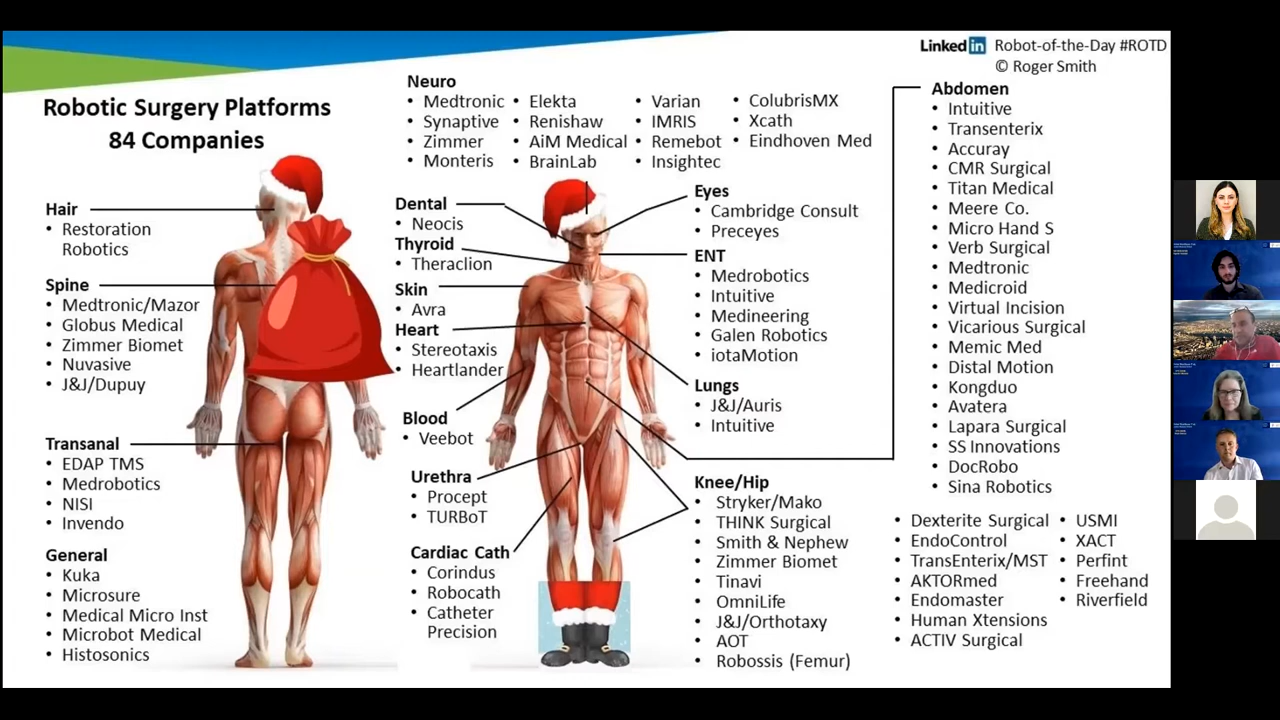 Linked in Robot-of-the-Day #ROTD
© Roger Smith
Robotic Surgery Platforms
84 Companies
Hair
• Restoration
Robotics
Spine
• Medtronic/Mazor
• Globus Medical
• Zimmer Biomet
• Nuvasive
• J&J/Dupuy
Transanal
• EDAP TMS
• Medrobotics
• NISI
• Invendo
General
• Kuka
• Microsure
• Medical Micro Inst
• Microbot Medical
• Histosonics
Neuro
• Medtronic
• Synaptive
• Zimmer
• Monteris
• Elekta
• Renishaw
• AiM Medical
• BrainLab
• Varian
• IMRIS
• Remebot
• Insightec
• ColubrisMX
• Xcath
• Eindhoven Med
Dental
• Neocis
Thyroid
• Theraclion
Skin
• Avra
Heart
• Stereotaxis
• Heartlander
Blood
• Veebot
Urethra
• Procept
• TURBoT
Cardiac Cath
• Corindus
• Robocath
• Catheter
Precision
Eyes
• Cambridge Consult
• Preceyes
ENT
• Medrobotics
• Intuitive
• Medineering
• Galen Robotics
• iotaMotion
Lungs
• J&J/Auris
• Intuitive
Knee/Hip
• Stryker/Mako
• THINK Surgical
• Smith & Nephew
• Zimmer Biomet
• Tinavi
• OmniLife
• J&J/Orthotaxy
• AOT
• Robossis (Femur)
Abdomen
• Intuitive
• Transenterix
• Accuray
• CMR Surgical
• Titan Medical
• Meere Co.
• Micro Hand S
• Verb Surgical
• Medtronic
• Medicroid
• Virtual Incision
• Vicarious Surgical
• Memic Med
• Distal Motion
• Kongduo
• Avatera
• Lapara Surgical
• SS Innovations
• DocRobo
• Sina Robotics
• Dexterite Surgical
• EndoControl
• TransEnterix/MST
• AKTORmed
• Endomaster
• Human Xtensions
• ACTIV Surgical
• USMI
• XACT
• Perfint
• Freehand
• Riverfield